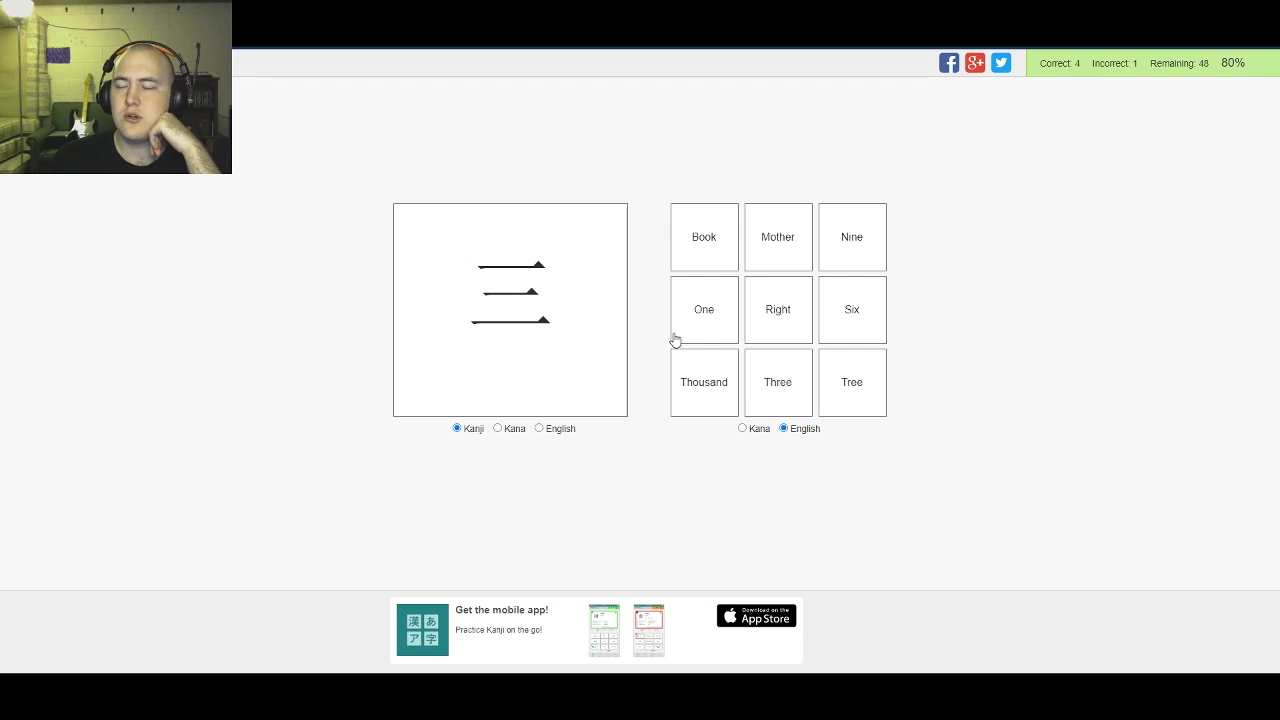 Correct: 4 Incorrect: 1 Remaining: 48 80%
三
Book Mother Nine
One Right Six
Thousand Three Tree
Kanji Kana English
Kana English
Get the mobile app!
Practice Kanji on the go!
漢 あ
ア 字
Download on the
App Store